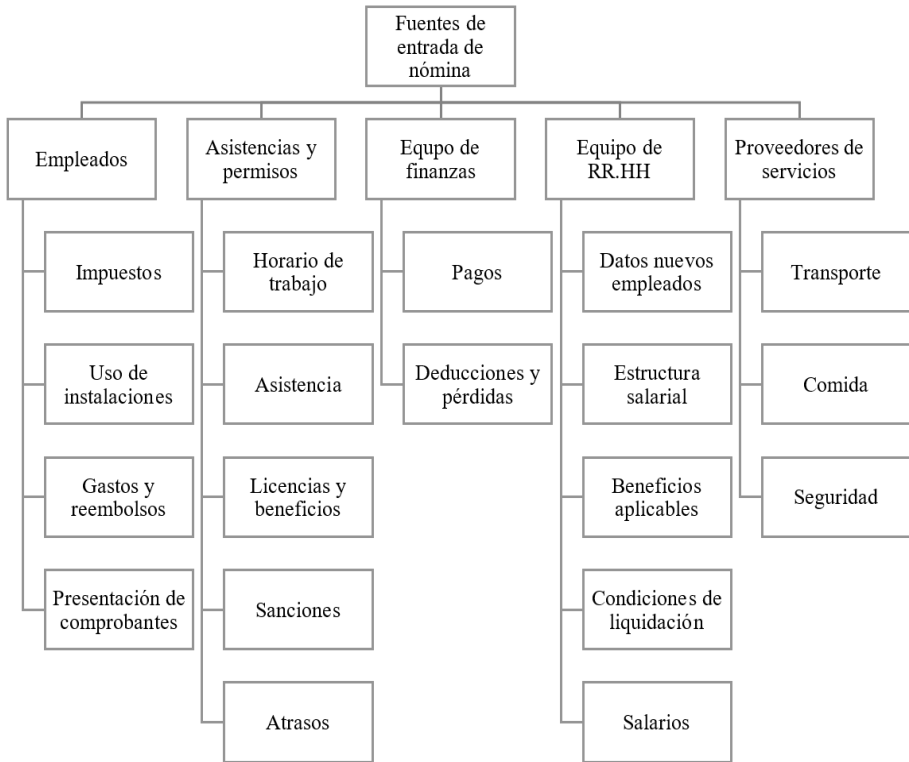 Fuentes de
entrada de
nómina
Empleados
Asistencias y
permisos
Equpo de
finanzas
Equipo de
RR.HH
Proveedores de
servicios
Impuestos
Uso de
instalaciones
Gastos y
reembolsos
Presentación de
comprobantes
Horario de
trabajo
Asistencia
Licencias y
beneficios
Sanciones
Atrasos
Pagos
Deducciones y
pérdidas
Datos nuevos
empleados
Estructura
salarial
Beneficios
aplicables
Condiciones de
liquidación
Salarios
Transporte
Comida
Seguridad